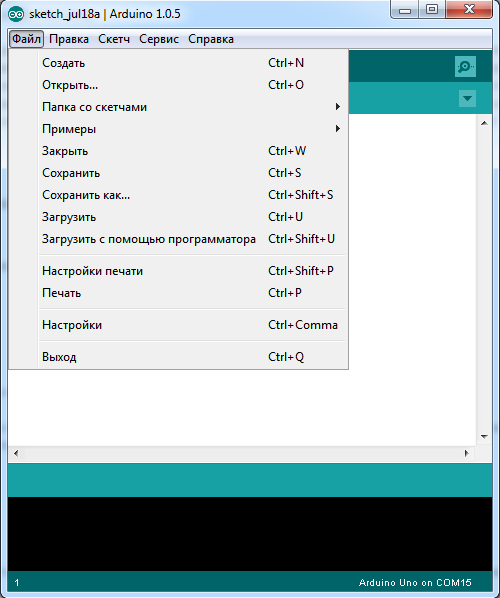 sketch_jul18a | Arduino 1.0.5
Файл Правка Скетч Сервис Справка
Создать Ctrl+N
Открыть... Ctrl+O
Папка со скетчами
Примеры
Закрыть Ctrl+W
Сохранить Ctrl+S
Сохранить как... Ctrl+Shift+S
Загрузить Ctrl+U
Загрузить с помощью программатора Ctrl+Shift+U
Настройки печати Ctrl+Shift+P
Печать Ctrl+P
Настройки Ctrl+Comma
Выход Ctrl+Q
1 Arduino Uno on COM15